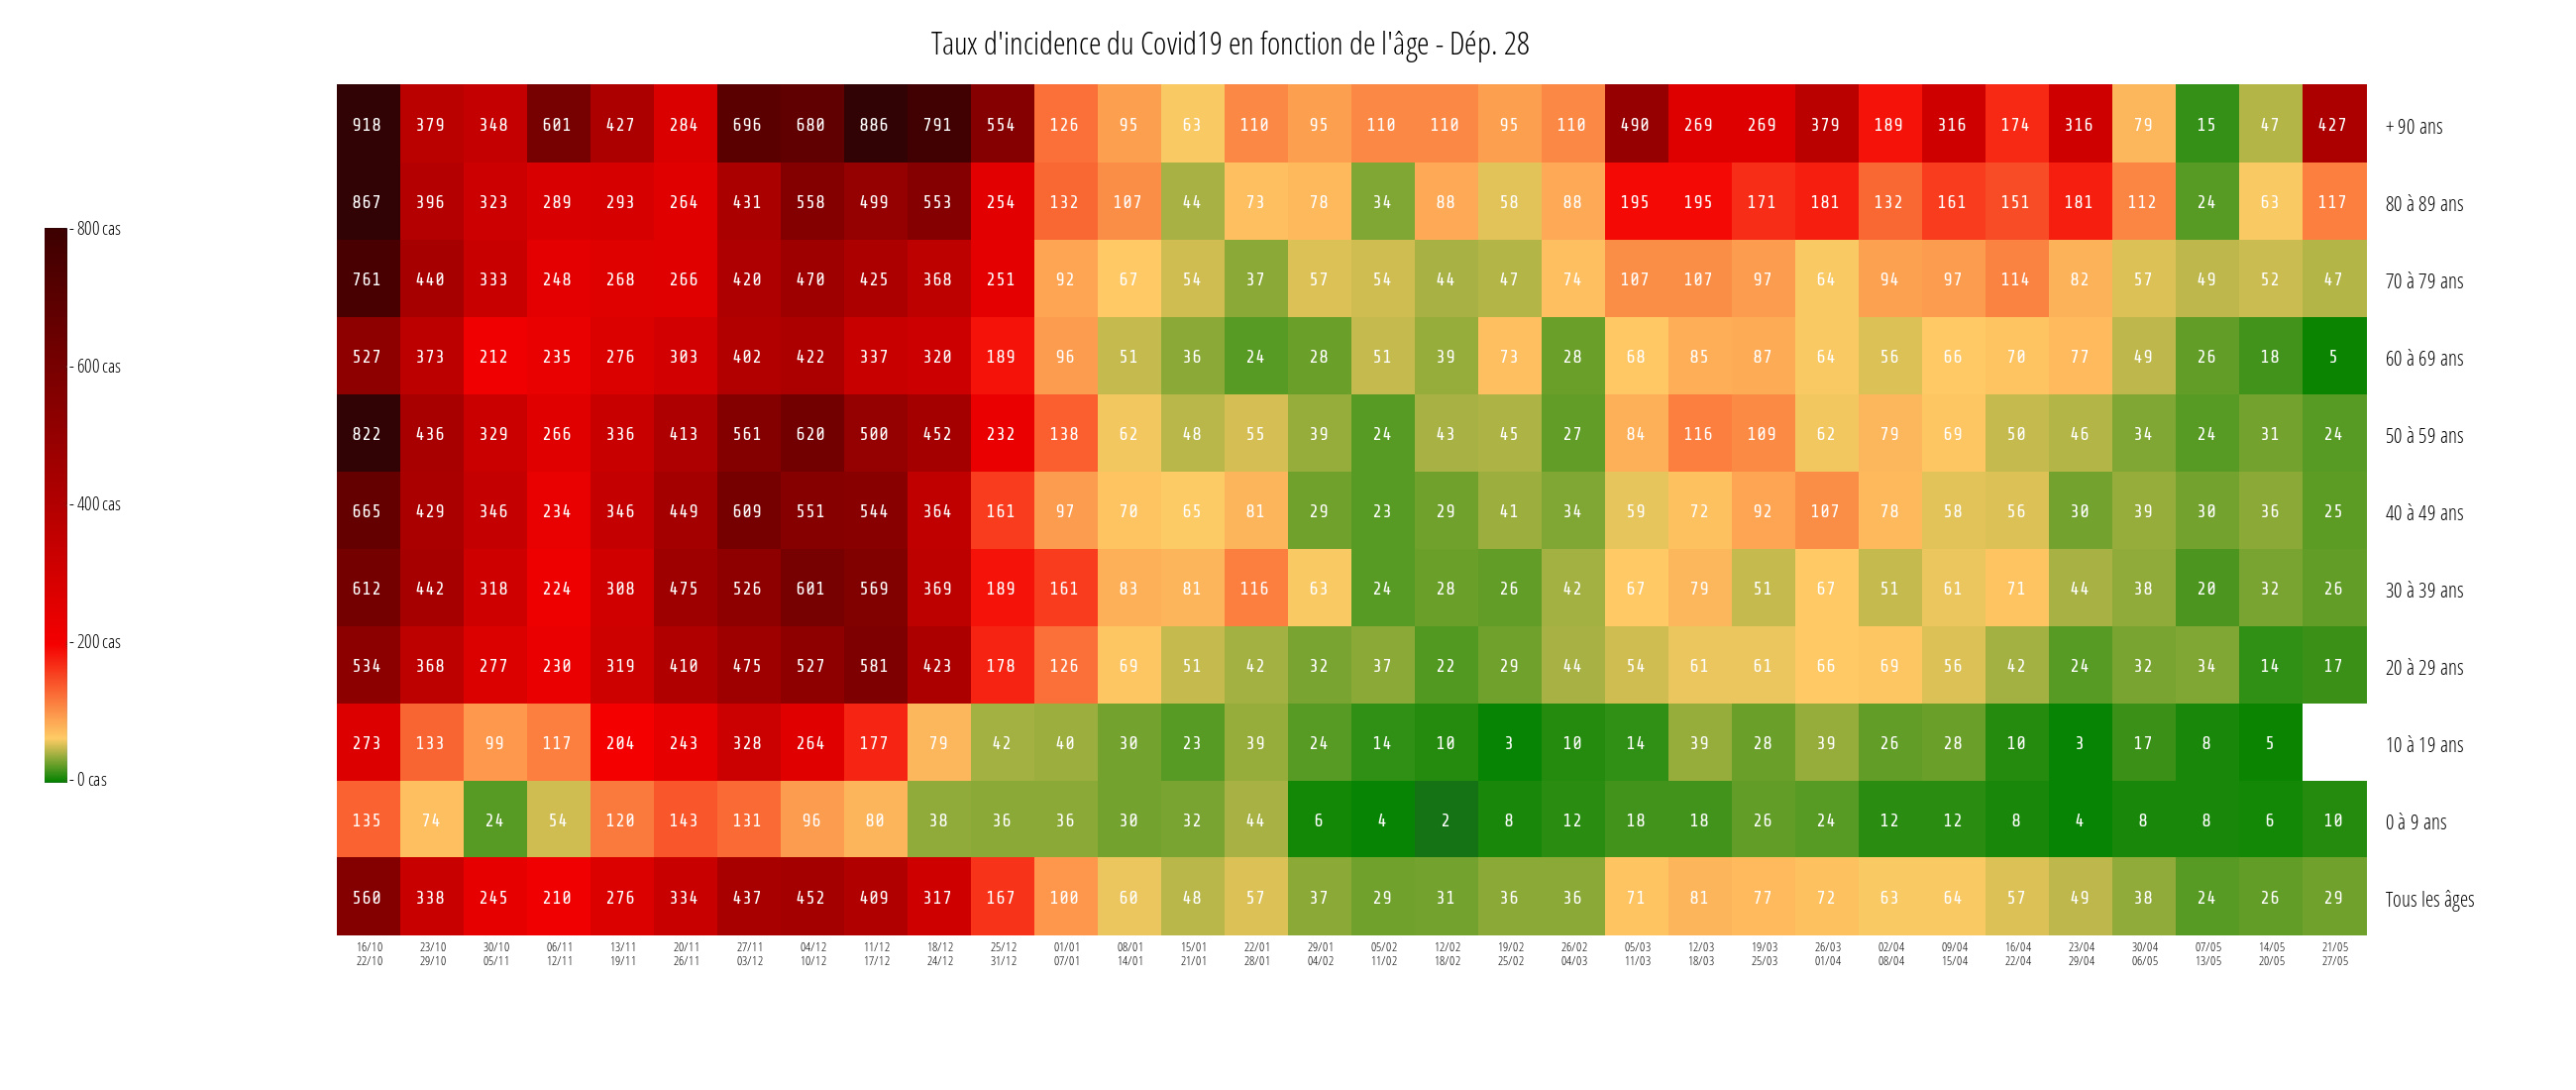 Taux d'incidence du Covid19 en fonction de l'âge - Dép. 28
918 379 348 601 427 284 696 680 886 791 554 126 95 63 110 95 110 110 95 110 490 269 269 379 189 316 174 316 79 15 47 427 + 90 ans
867 396 323 289 293 264 431 558 499 553 254 132 107 44 73 78 34 88 58 88 195 195 171 181 132 161 151 181 112 24 63 117 80 à 89 ans
- 800 cas
761 440 333 248 268 266 420 470 425 368 251 92 67 54 37 57 54 44 47 74 107 107 97 64 94 97 114 82 57 49 52 47 70 à 79 ans
527 373 212 235 276 303 402 422 337 320 189 96 51 36 24 28 51 39 73 28 68 85 87 64 56 66 70 77 49 26 18 5 60 à 69 ans
- 600 cas
822 436 329 266 336 413 561 620 500 452 232 138 62 48 55 39 24 43 45 27 84 116 109 62 79 69 50 46 34 24 31 24 50 à 59 ans
- 400 cas
665 429 346 234 346 449 609 551 544 364 161 97 70 65 81 29 23 29 41 34 59 72 92 107 78 58 56 30 39 30 36 25 40 à 49 ans
612 442 318 224 308 475 526 601 569 369 189 161 83 81 116 63 24 28 26 42 67 79 51 67 51 61 71 44 38 20 32 26 30 à 39 ans
- 200 cas
534 368 277 230 319 410 475 527 581 423 178 126 69 51 42 32 37 22 29 44 54 61 61 66 69 56 42 24 32 34 14 17 20 à 29 ans
273 133 99 117 204 243 328 264 177 79 42 40 30 23 39 24 14 10 3 10 14 39 28 39 26 28 10 3 17 8 5 10 à 19 ans
- 0 cas
135 74 24 54 120 143 131 96 80 38 36 36 30 32 44 6 4 2 8 12 18 18 26 24 12 12 8 4 8 8 6 10 0 à 9 ans
560 338 245 210 276 334 437 452 409 317 167 100 60 48 57 37 29 31 36 36 71 81 77 72 63 64 57 49 38 24 26 29 Tous les âges
16/10 23/10 30/10 06/11 13/11 20/11 27/11 04/12 11/12 18/12 25/12 01/01 08/01 15/01 22/01 29/01 05/02 12/02 19/02 26/02 05/03 12/03 19/03 26/03 02/04 09/04 16/04 23/04 30/04 07/05 14/05 21/05
22/10 29/10 05/11 12/11 19/11 26/11 03/12 10/12 17/12 24/12 31/12 07/01 14/01 21/01 28/01 04/02 11/02 18/02 25/02 04/03 11/03 18/03 25/03 01/04 08/04 15/04 22/04 29/04 06/05 13/05 20/05 27/05